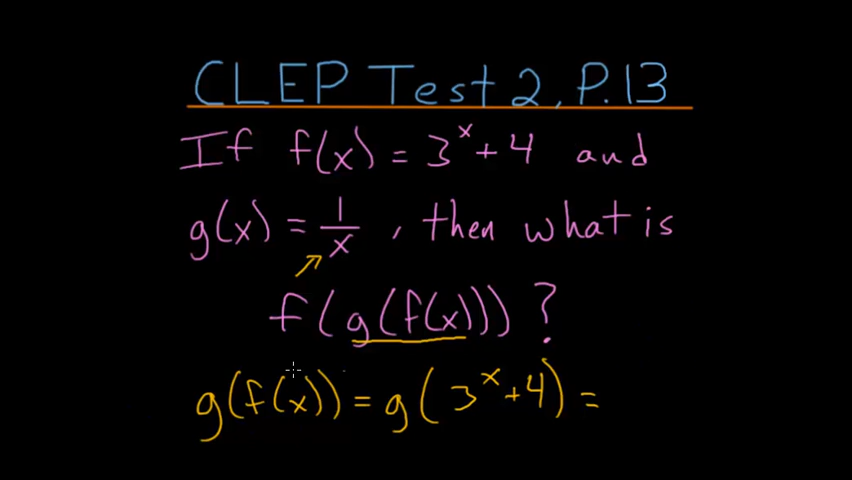 CLEP Test 2, P.13
If f(x) = 3^x + 4 and
g(x) = 1/x , then what is
f(g(f(x)))?
g(f(x)) = g(3^x + 4) =